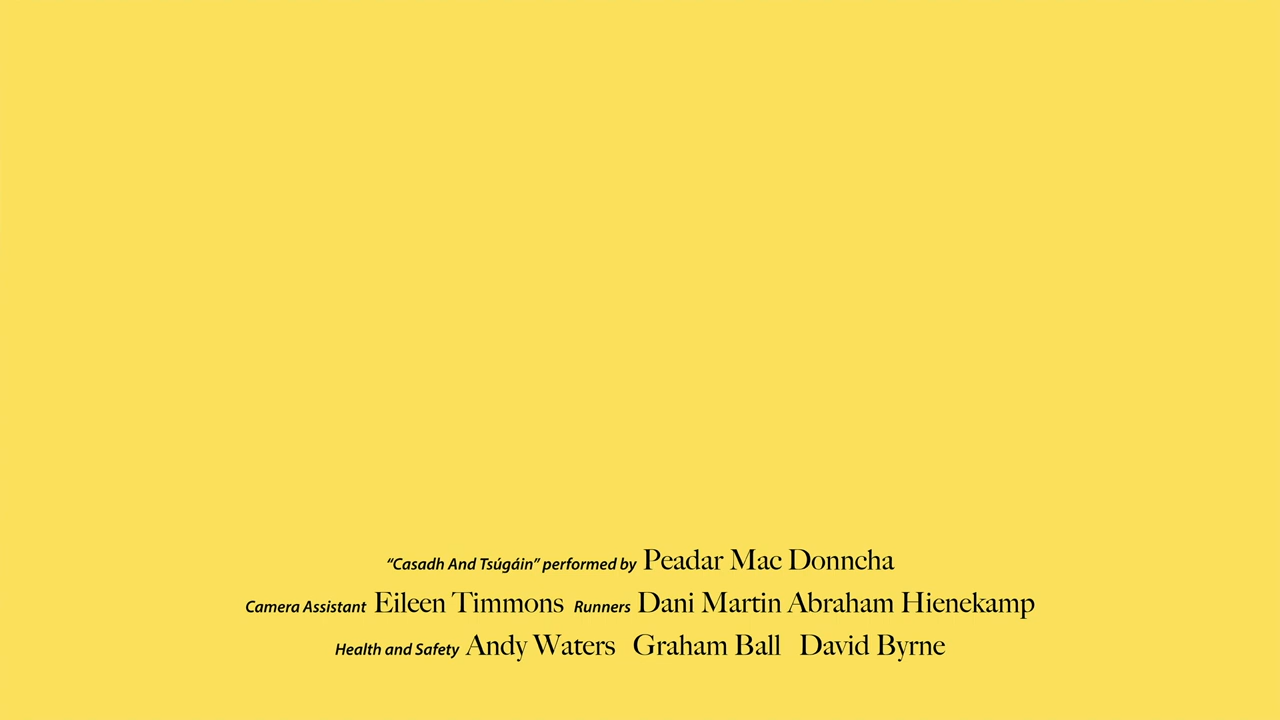 “Casadh And Tsúgáin” performed by Peadar Mac Donncha
Camera Assistant Eileen Timmons Runners Dani Martin Abraham Hienekamp
Health and Safety Andy Waters Graham Ball David Byrne